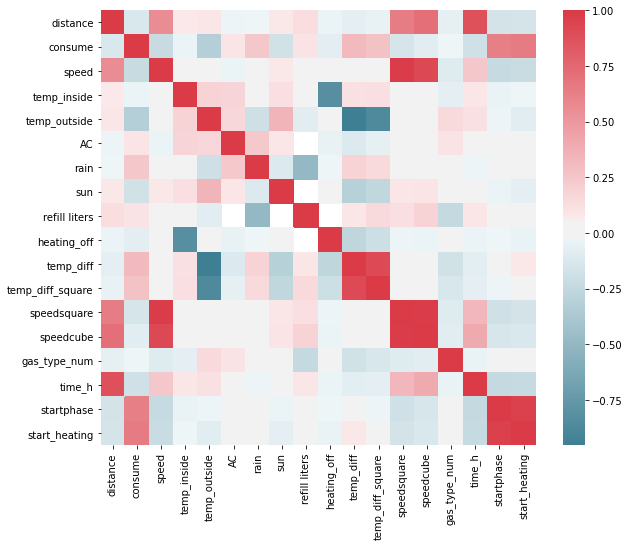 distance
consume
speed
temp_inside
temp_outside
AC
rain
sun
refill liters
heating_off
temp_diff
temp_diff_square
speedsquare
speedcube
gas_type_num
time_h
startphase
start_heating
distance
consume
speed
temp_inside
temp_outside
AC
rain
sun
refill liters
heating_off
temp_diff
temp_diff_square
speedsquare
speedcube
gas_type_num
time_h
startphase
start_heating
1.00
0.75
0.50
0.25
0.00
−0.25
−0.50
−0.75